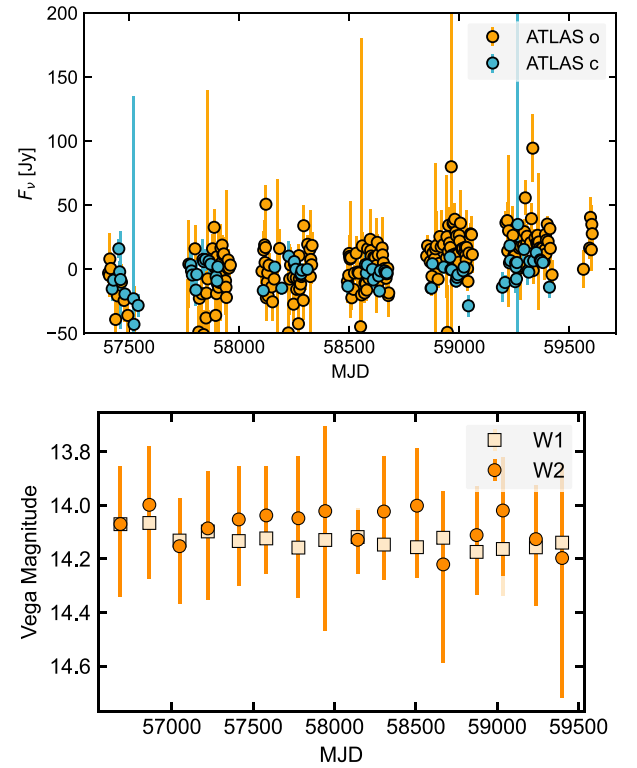 200
150
100
50
0
−50
F_ν [Jy]
ATLAS o
ATLAS c
57500 58000 58500 59000 59500
MJD
13.8
14.0
14.2
14.4
14.6
Vega Magnitude
W1
W2
57000 57500 58000 58500 59000 59500
MJD